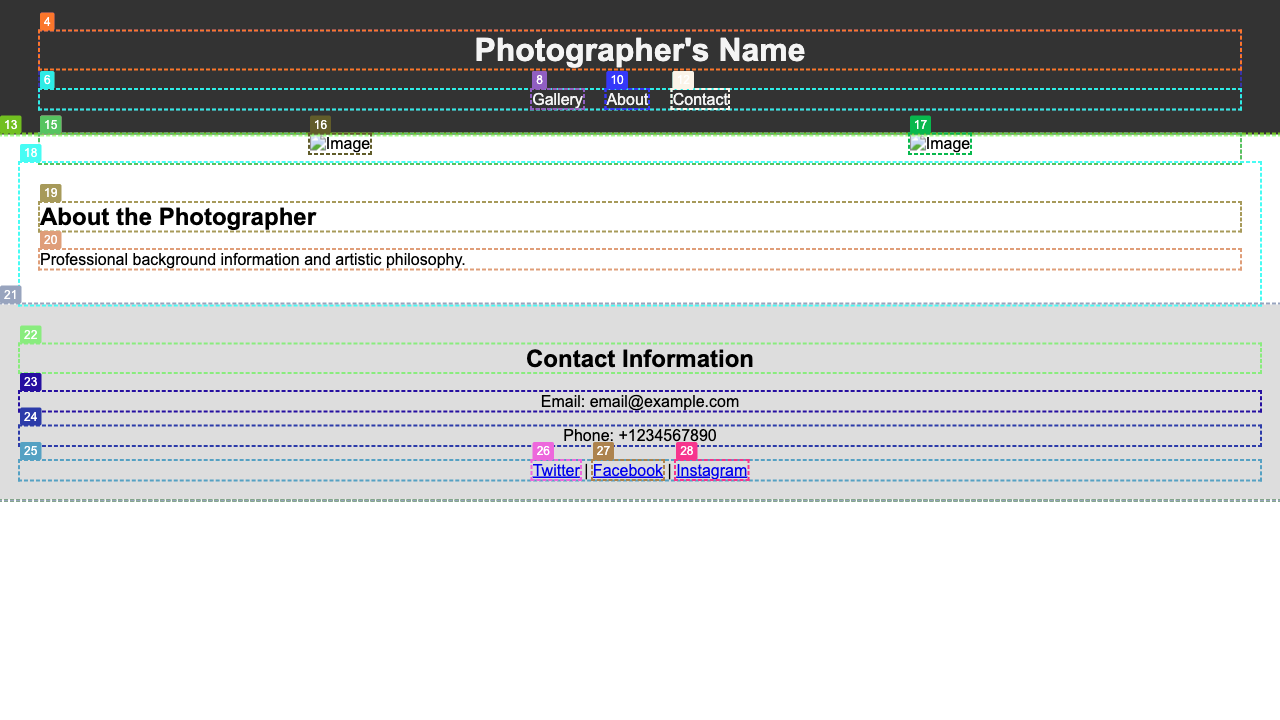 4
Photographer's Name
6 8 10
Gallery About Contact
13 15 16 17
Image Image
18
19
About the Photographer
20
Professional background information and artistic philosophy.
21
22
Contact Information
23
Email: email@example.com
24
Phone: +1234567890
25 26 27 28
Twitter | Facebook | Instagram